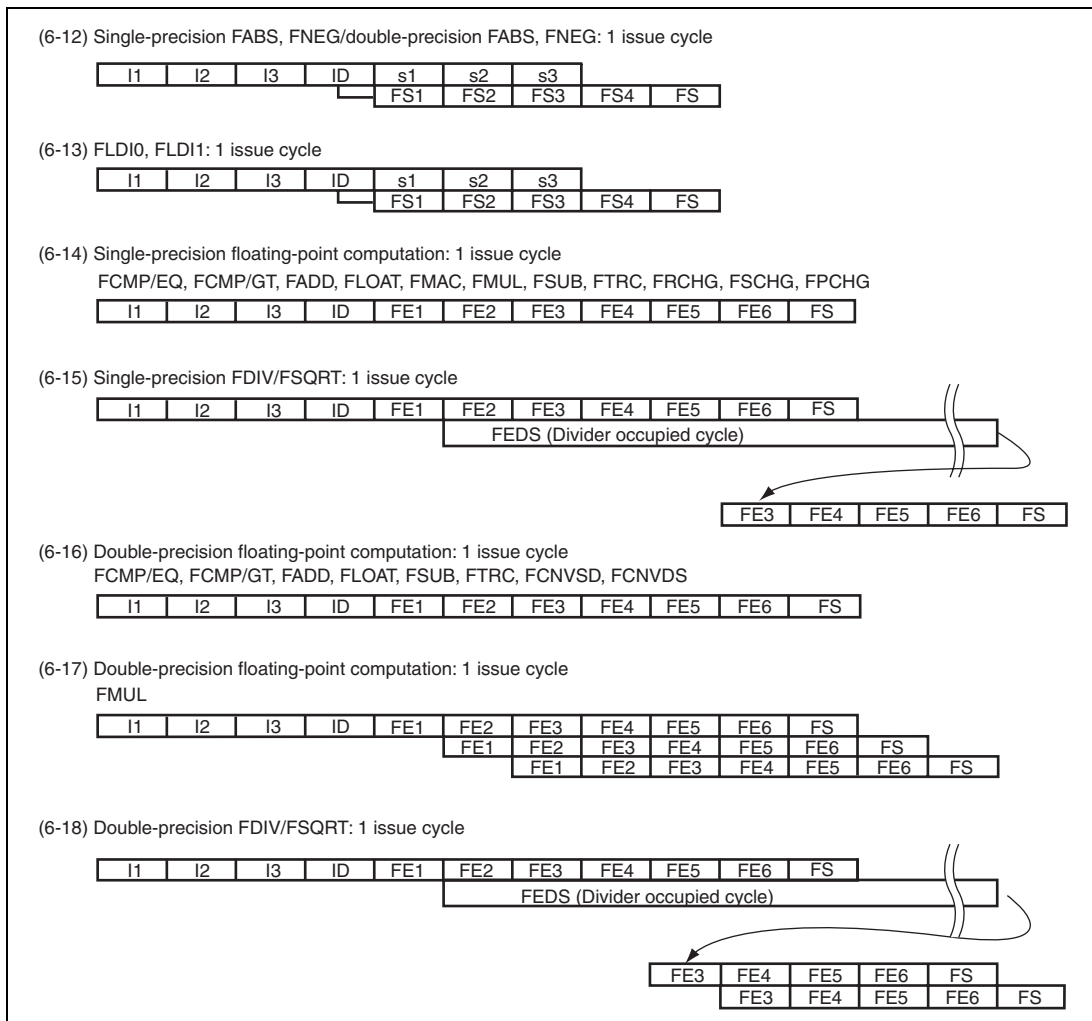 (6-12) Single-precision FABS, FNEG/double-precision FABS, FNEG: 1 issue cycle
I1 I2 I3 ID s1 s2 s3
FS1 FS2 FS3 FS4 FS
(6-13) FLDI0, FLDI1: 1 issue cycle
I1 I2 I3 ID s1 s2 s3
FS1 FS2 FS3 FS4 FS
(6-14) Single-precision floating-point computation: 1 issue cycle
FCMP/EQ, FCMP/GT, FADD, FLOAT, FMAC, FMUL, FSUB, FTRC, FRCHG, FSCHG, FPCHG
I1 I2 I3 ID FE1 FE2 FE3 FE4 FE5 FE6 FS
(6-15) Single-precision FDIV/FSQRT: 1 issue cycle
I1 I2 I3 ID FE1 FE2 FE3 FE4 FE5 FE6 FS
FEDS (Divider occupied cycle)
FE3 FE4 FE5 FE6 FS
(6-16) Double-precision floating-point computation: 1 issue cycle
FCMP/EQ, FCMP/GT, FADD, FLOAT, FSUB, FTRC, FCNVSD, FCNVDS
I1 I2 I3 ID FE1 FE2 FE3 FE4 FE5 FE6 FS
(6-17) Double-precision floating-point computation: 1 issue cycle
FMUL
I1 I2 I3 ID FE1 FE2 FE3 FE4 FE5 FE6 FS
FE1 FE2 FE3 FE4 FE5 FE6 FS
FE1 FE2 FE3 FE4 FE5 FE6 FS
(6-18) Double-precision FDIV/FSQRT: 1 issue cycle
I1 I2 I3 ID FE1 FE2 FE3 FE4 FE5 FE6 FS
FEDS (Divider occupied cycle)
FE3 FE4 FE5 FE6 FS
FE3 FE4 FE5 FE6 FS